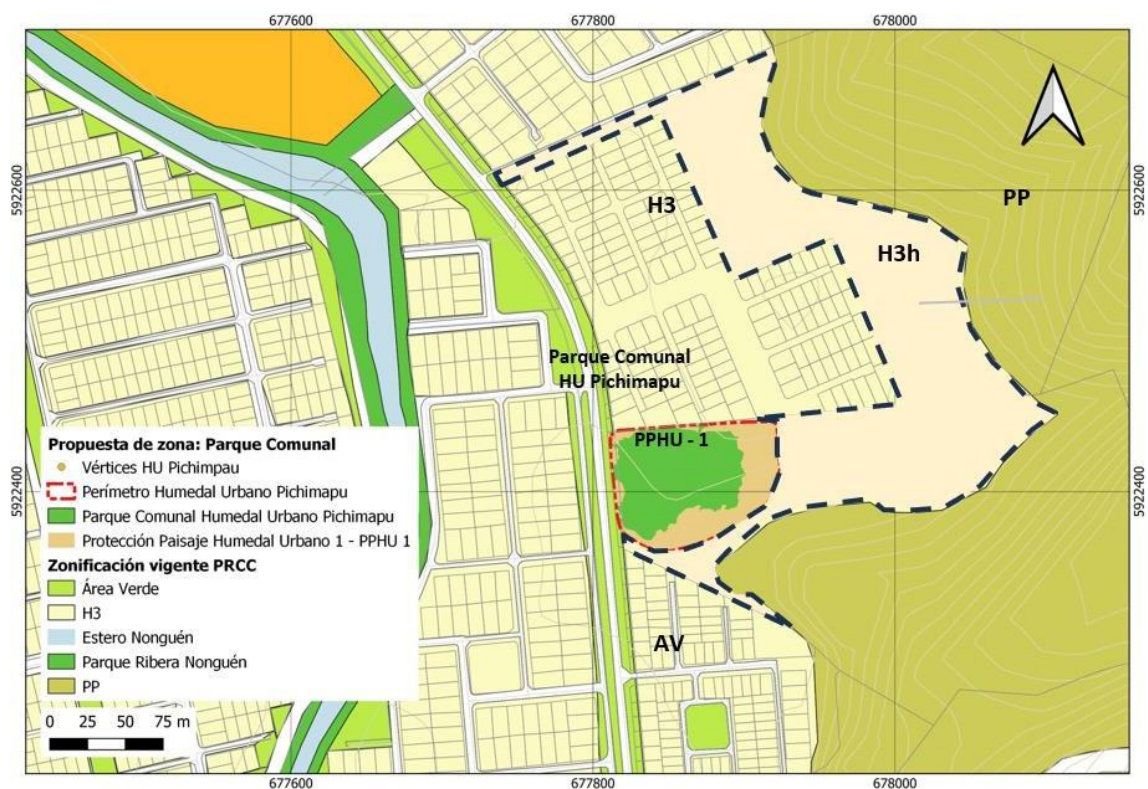 677600
677800
678000
5922600
5922600
H3
PP
H3h
Parque Comunal
HU Pichimapu
PPHU - 1
5922400
5922400
AV
Propuesta de zona: Parque Comunal
Vértices HU Pichimpau
Perímetro Humedal Urbano Pichimapu
Parque Comunal Humedal Urbano Pichimapu
Protección Paisaje Humedal Urbano 1 - PPHU 1
Zonificación vigente PRCC
Área Verde
H3
Estero Nonguén
Parque Ribera Nonguén
PP
0 25 50 75 m
677600
677800
678000